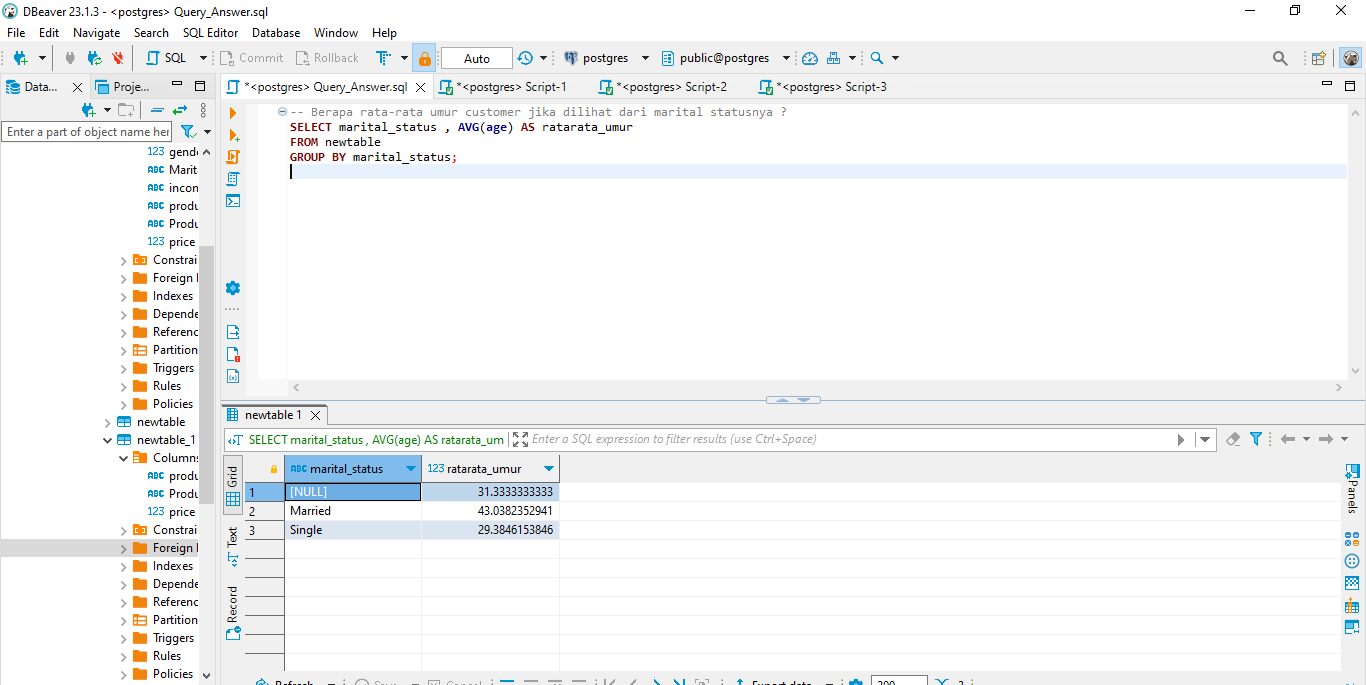 DBeaver 23.1.3 - <postgres> Query_Answer.sql
File Edit Navigate Search SQL Editor Database Window Help
SQL Commit Rollback Auto postgres public@postgres
Data... Proje... *<postgres> Query_Answer.sql *<postgres> Script-1 *<postgres> Script-2 *<postgres> Script-3
Enter a part of object name her
123 gende
ABC Marit
ABC incon
ABC produ
ABC Produ
123 price
Constrai
Foreign
Indexes
Depende
Referenc
Partition
Triggers
Rules
Policies
newtable
newtable_1
Columns
ABC produ
ABC Produ
123 price
Constrai
Foreign
Indexes
Depende
Referenc
Partition
Triggers
Rules
Policies
-- Berapa rata-rata umur customer jika dilihat dari marital statusnya ?
SELECT marital_status , AVG(age) AS ratarata_umur
FROM newtable
GROUP BY marital_status;
newtable 1
SELECT marital_status , AVG(age) AS ratarata_um Enter a SQL expression to filter results (use Ctrl+Space)
Grid
Text
Record
ABC marital_status 123 ratarata_umur
1 [NULL] 31.3333333333
2 Married 43.0382352941
3 Single 29.3846153846
Panels
Refresh Save Cancel Export data 200 3